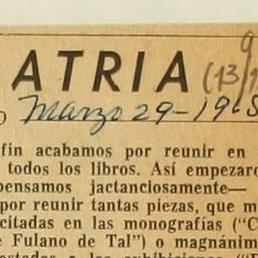 ATRIA (13/
Marzo 29-19
fin acabamos por reunir en
todos los libros. Así empezaro
pensamos jactanciosamente—
por reunir tantas piezas, que m
citadas en las monografías ("C
e Fulano de Tal") o magnánim